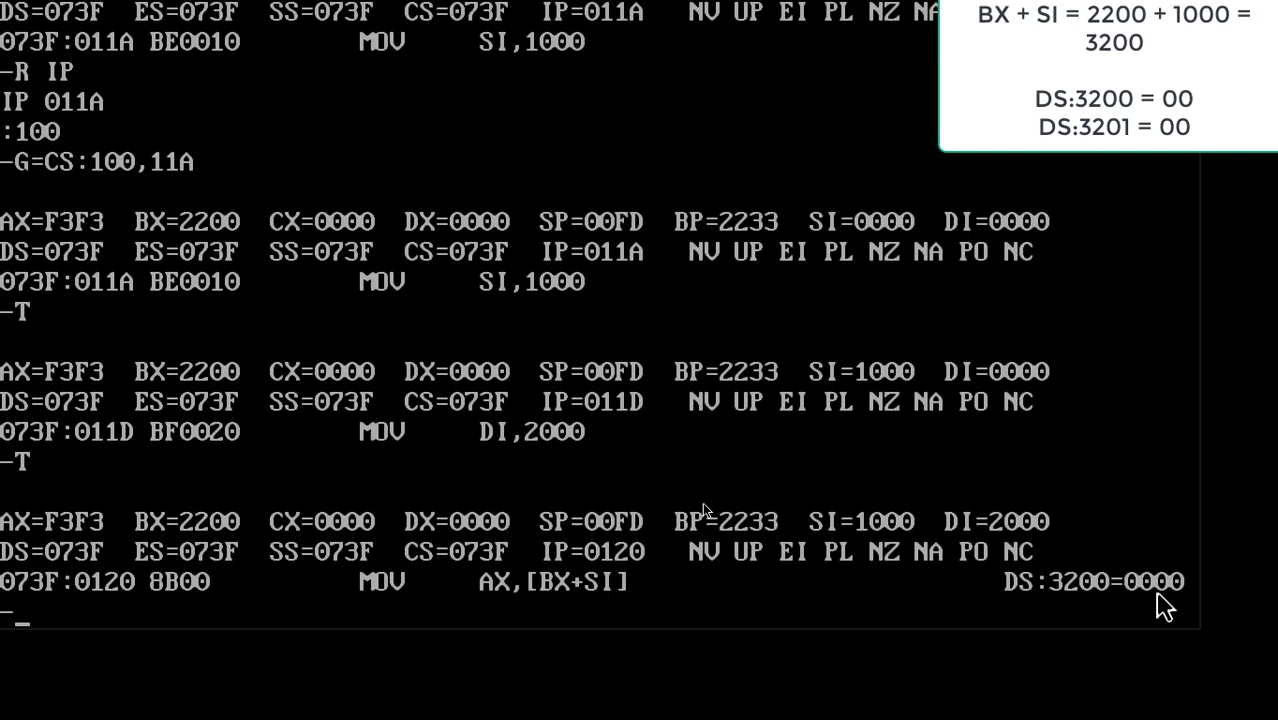 DS=073F ES=073F SS=073F CS=073F IP=011A NV UP EI PL NZ NA
073F:011A BE0010 MOV SI,1000
-R IP
IP 011A
:100
-G=CS:100,11A
AX=F3F3 BX=2200 CX=0000 DX=0000 SP=00FD BP=2233 SI=0000 DI=0000
DS=073F ES=073F SS=073F CS=073F IP=011A NV UP EI PL NZ NA PO NC
073F:011A BE0010 MOV SI,1000
-T
AX=F3F3 BX=2200 CX=0000 DX=0000 SP=00FD BP=2233 SI=1000 DI=0000
DS=073F ES=073F SS=073F CS=073F IP=011D NV UP EI PL NZ NA PO NC
073F:011D BF0020 MOV DI,2000
-T
AX=F3F3 BX=2200 CX=0000 DX=0000 SP=00FD BP=2233 SI=1000 DI=2000
DS=073F ES=073F SS=073F CS=073F IP=0120 NV UP EI PL NZ NA PO NC
073F:0120 8B00 MOV AX,[BX+SI] DS:3200=0000
-_
BX + SI = 2200 + 1000 =
3200
DS:3200 = 00
DS:3201 = 00